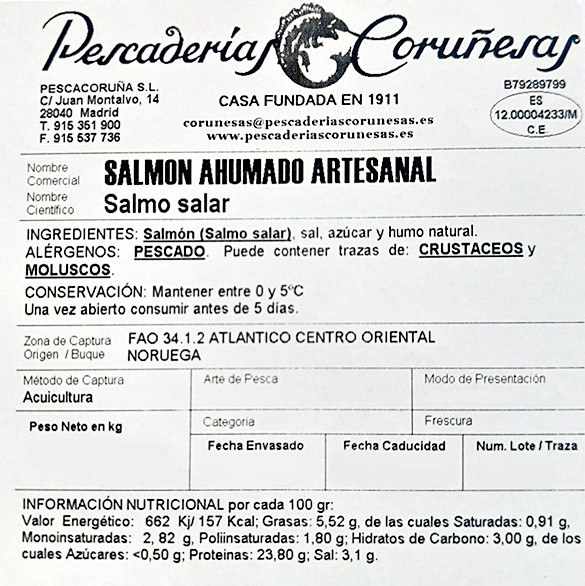 Pescaderías Coruñesas
PESCACORUÑA S.L.
C/ Juan Montalvo, 14
28040 Madrid
T. 915 351 900
F. 915 537 736
CASA FUNDADA EN 1911
corunesas@pescaderiascorunesas.es
www.pescaderiascorunesas.es
B79289799
ES
12.00004233/M
C.E.
Nombre Comercial SALMON AHUMADO ARTESANAL
Nombre Científico Salmo salar
INGREDIENTES: Salmón (Salmo salar), sal, azúcar y humo natural.
ALÉRGENOS: PESCADO. Puede contener trazas de: CRUSTACEOS y
MOLUSCOS.
CONSERVACIÓN: Mantener entre 0 y 5ºC
Una vez abierto consumir antes de 5 días.
Zona de Captura FAO 34.1.2 ATLANTICO CENTRO ORIENTAL
Origen / Buque NORUEGA
Método de Captura Arte de Pesca Modo de Presentación
Acuicultura
Peso Neto en kg Categoria Frescura
Fecha Envasado Fecha Caducidad Num. Lote / Traza
INFORMACIÓN NUTRICIONAL por cada 100 gr:
Valor Energético: 662 Kj/ 157 Kcal; Grasas: 5,52 g, de las cuales Saturadas: 0,91 g,
Monoinsaturadas: 2, 82 g, Poliinsaturadas: 1,80 g; Hidratos de Carbono: 3,00 g, de los
cuales Azúcares: <0,50 g; Proteinas: 23,80 g; Sal: 3,1 g.